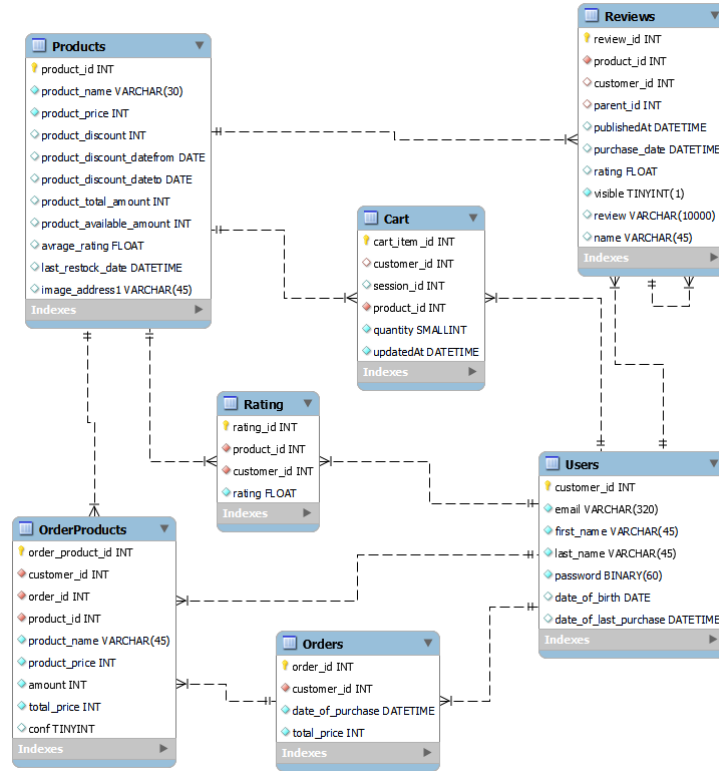 Products
product_id INT
product_name VARCHAR(30)
product_price INT
product_discount INT
product_discount_datefrom DATE
product_discount_dateto DATE
product_total_amount INT
product_available_amount INT
avrage_rating FLOAT
last_restock_date DATETIME
image_address1 VARCHAR(45)
Indexes
Reviews
review_id INT
product_id INT
customer_id INT
parent_id INT
publishedAt DATETIME
purchase_date DATETIME
rating FLOAT
visible TINYINT(1)
review VARCHAR(10000)
name VARCHAR(45)
Indexes
Cart
cart_item _id INT
customer_id INT
session_id INT
product_id INT
quantity SMALLINT
updatedAt DATETIME
Indexes
Rating
rating_id INT
product_id INT
customer_id INT
rating FLOAT
Indexes
Users
customer_id INT
email VARCHAR(320)
first_name VARCHAR(45)
last_name VARCHAR(45)
password BINARY(60)
date_of_birth DATE
date_of_last_purchase DATETIME
Indexes
OrderProducts
order_product_id INT
customer_id INT
order_id INT
product_id INT
product_name VARCHAR(45)
product_price INT
amount INT
total_price INT
conf TINYINT
Indexes
Orders
order_id INT
customer_id INT
date_of_purchase DATETIME
total_price INT
Indexes